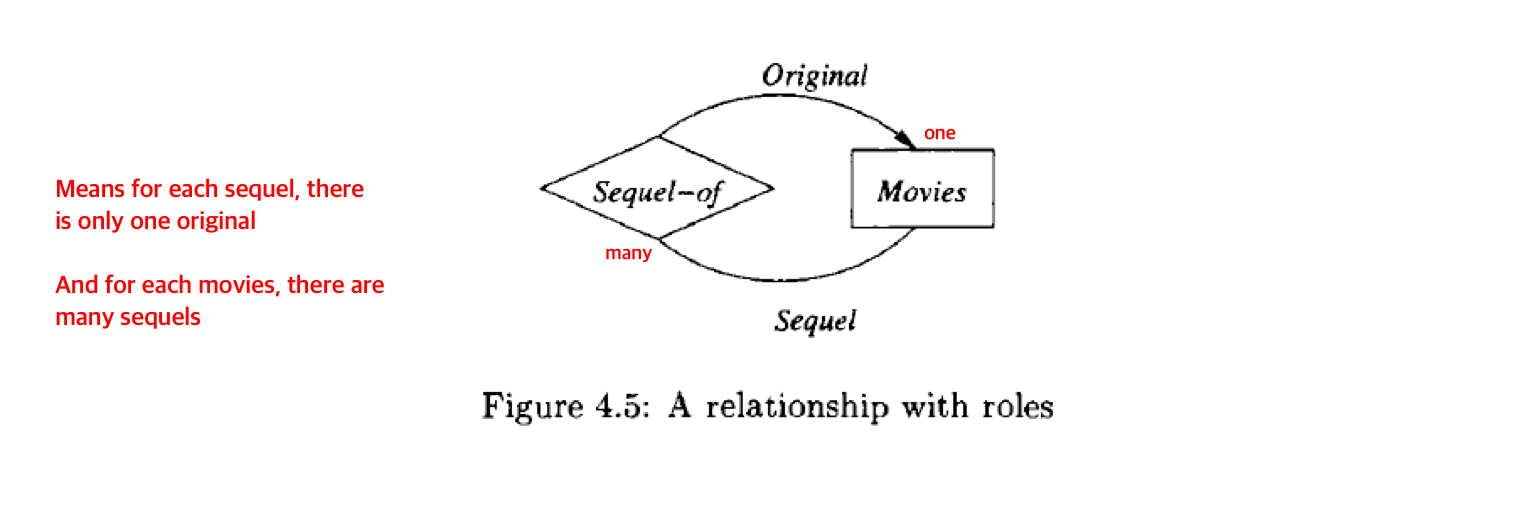 Original
one
Means for each sequel, there
is only one original
Sequel-of
Movies
many
And for each movies, there are
many sequels
Sequel
Figure 4.5: A relationship with roles